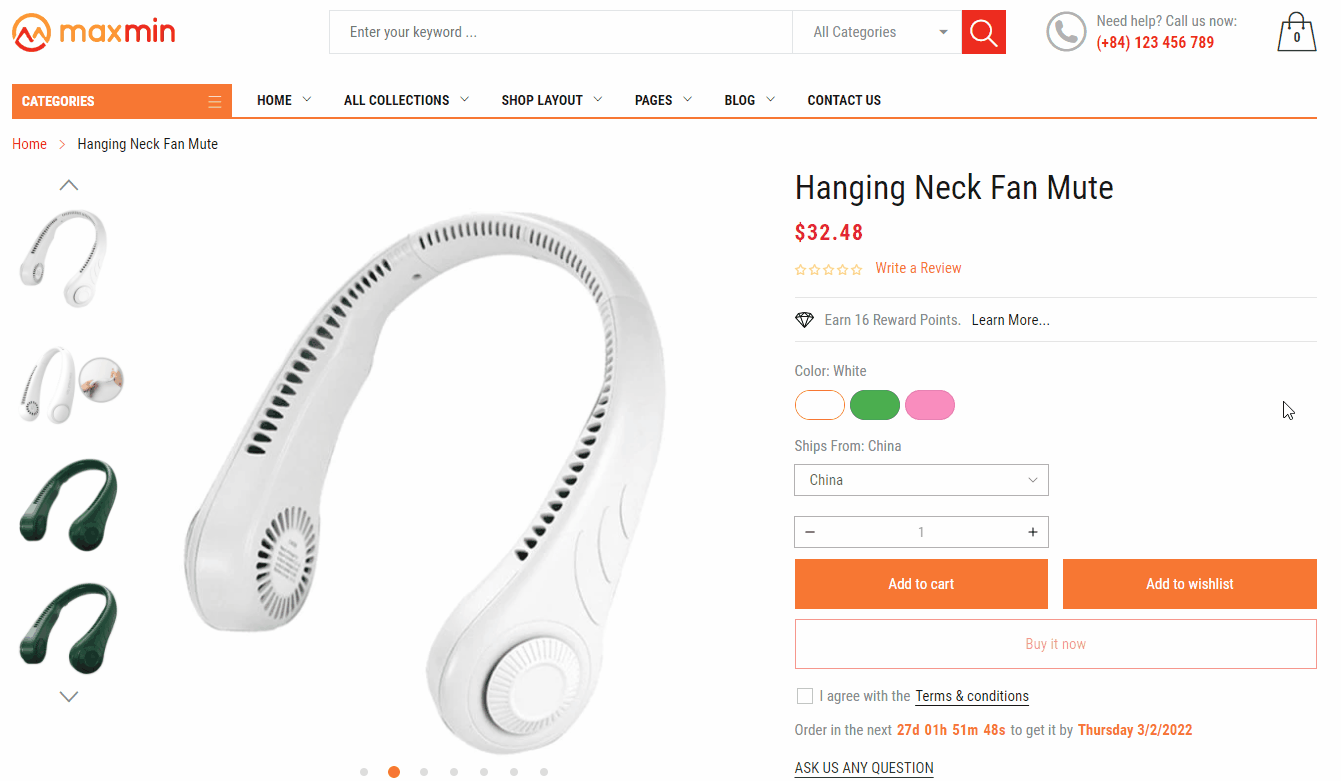 maxmin
Enter your keyword ...
All Categories
Need help? Call us now:
(+84) 123 456 789
0
CATEGORIES
HOME
ALL COLLECTIONS
SHOP LAYOUT
PAGES
BLOG
CONTACT US
Home
Hanging Neck Fan Mute
Hanging Neck Fan Mute
$32.48
Write a Review
Earn 16 Reward Points. Learn More...
Color: White
Ships From: China
China
− 1 +
Add to cart
Add to wishlist
Buy it now
I agree with the Terms & conditions
Order in the next 27d 01h 51m 48s to get it by Thursday 3/2/2022
ASK US ANY QUESTION